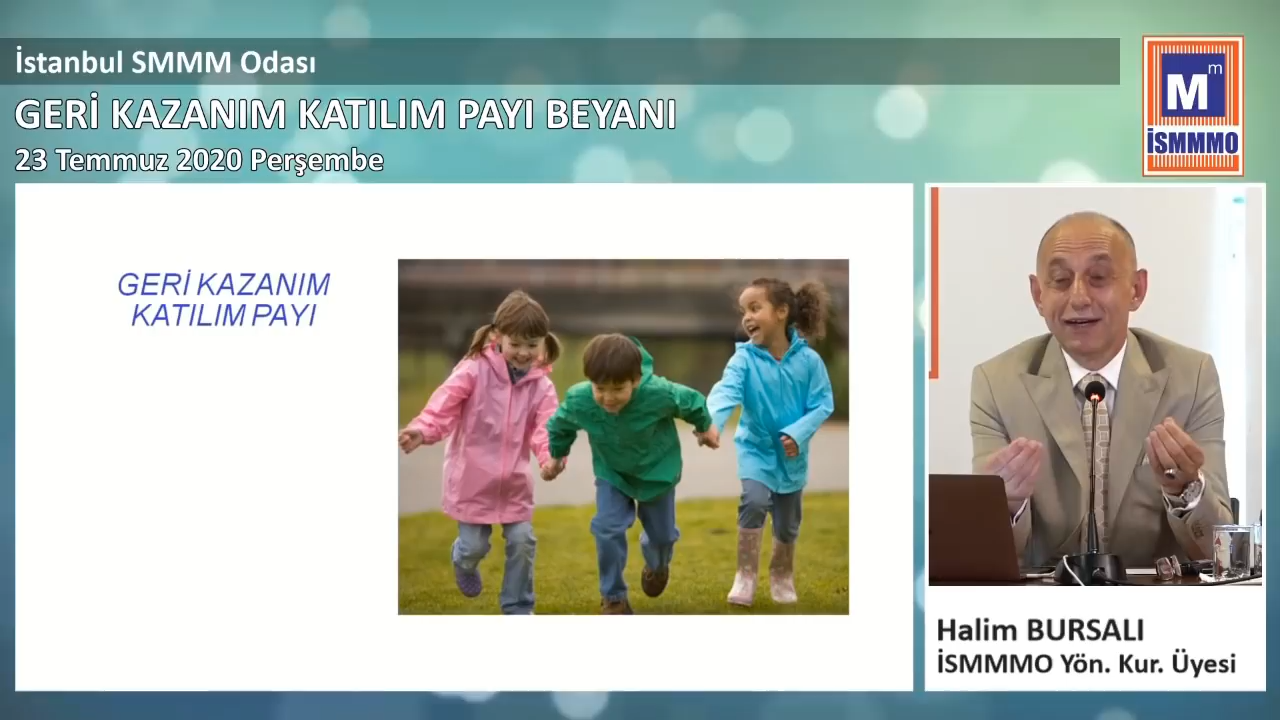 İstanbul SMMM Odası
GERİ KAZANIM KATILIM PAYI BEYANI
23 Temmuz 2020 Perşembe
Mm
İSMMMO
GERİ KAZANIM
KATILIM PAYI
Halim BURSALI
İSMMMO Yön. Kur. Üyesi